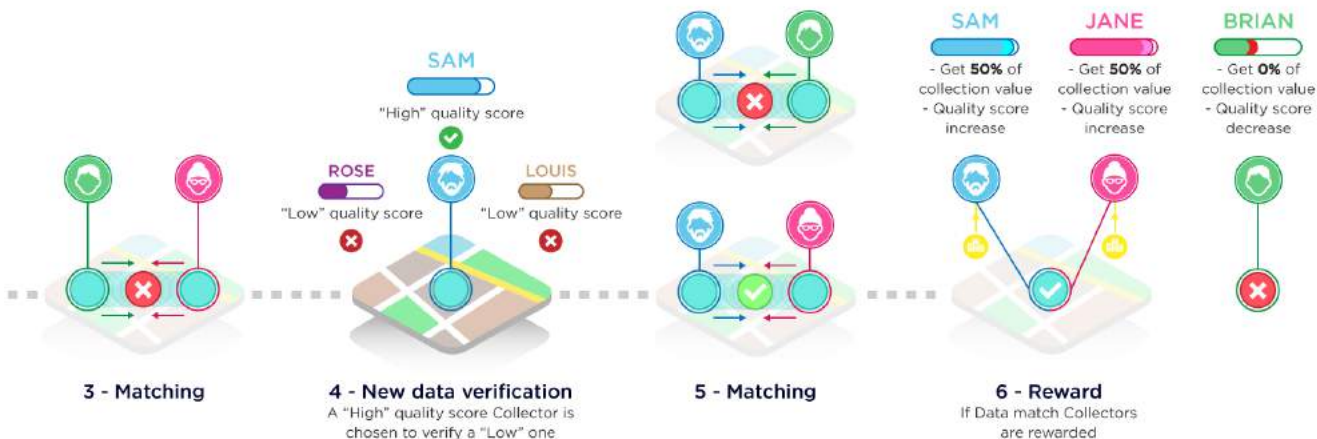 3 - Matching
SAM
"High" quality score
ROSE
"Low" quality score
LOUIS
"Low" quality score
4 - New data verification
A "High" quality score Collector is
chosen to verify a "Low" one
5 - Matching
SAM
- Get 50% of
collection value
- Quality score
increase
JANE
- Get 50% of
collection value
- Quality score
increase
BRIAN
- Get 0% of
collection value
- Quality score
decrease
6 - Reward
If Data match Collectors
are rewarded